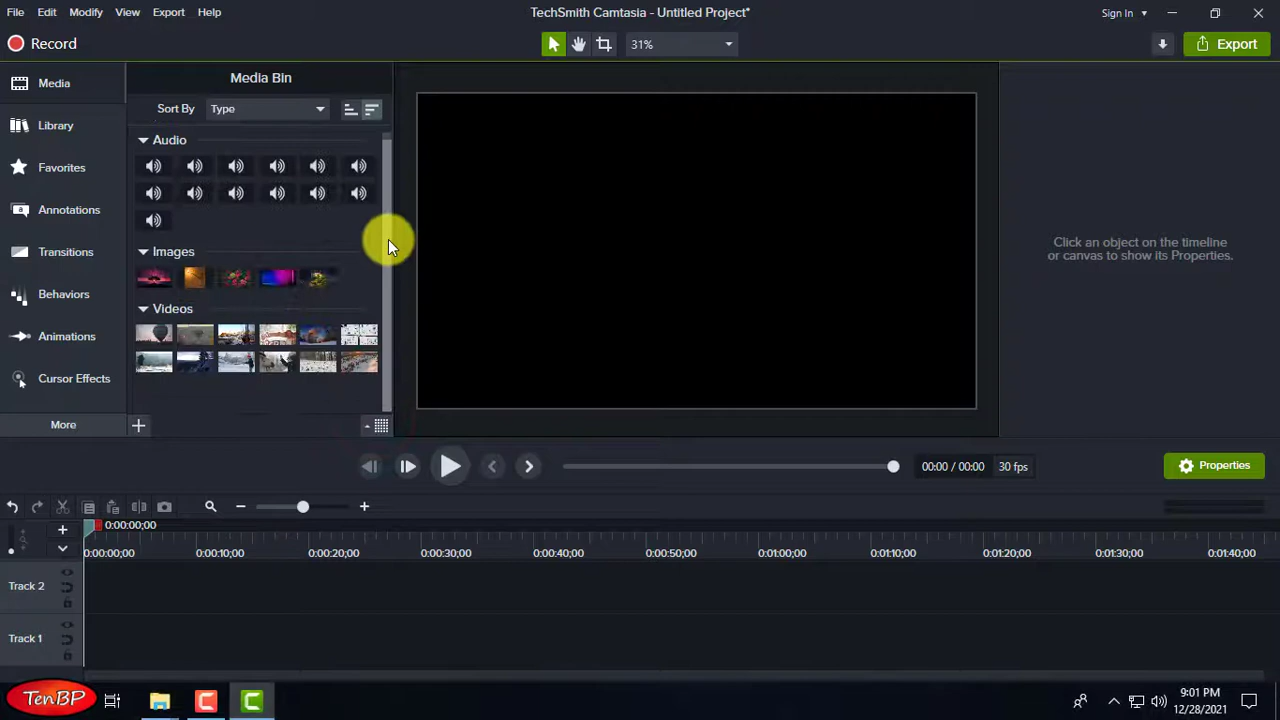 File Edit Modify View Export Help
TechSmith Camtasia - Untitled Project*
Sign In
Record
31%
Export
Media
Library
Favorites
Annotations
Transitions
Behaviors
Animations
Cursor Effects
More
Media Bin
Sort By Type
Audio
Images
Videos
Click an object on the timeline
or canvas to show its Properties.
00:00 / 00:00 30 fps
Properties
0:00:00;00
0:00:00;00 0:00:10;00 0:00:20;00 0:00:30;00 0:00:40;00 0:00:50;00 0:01:00;00 0:01:10;00 0:01:20;00 0:01:30;00 0:01:40;00
Track 2
Track 1
TenBP
9:01 PM
12/28/2021